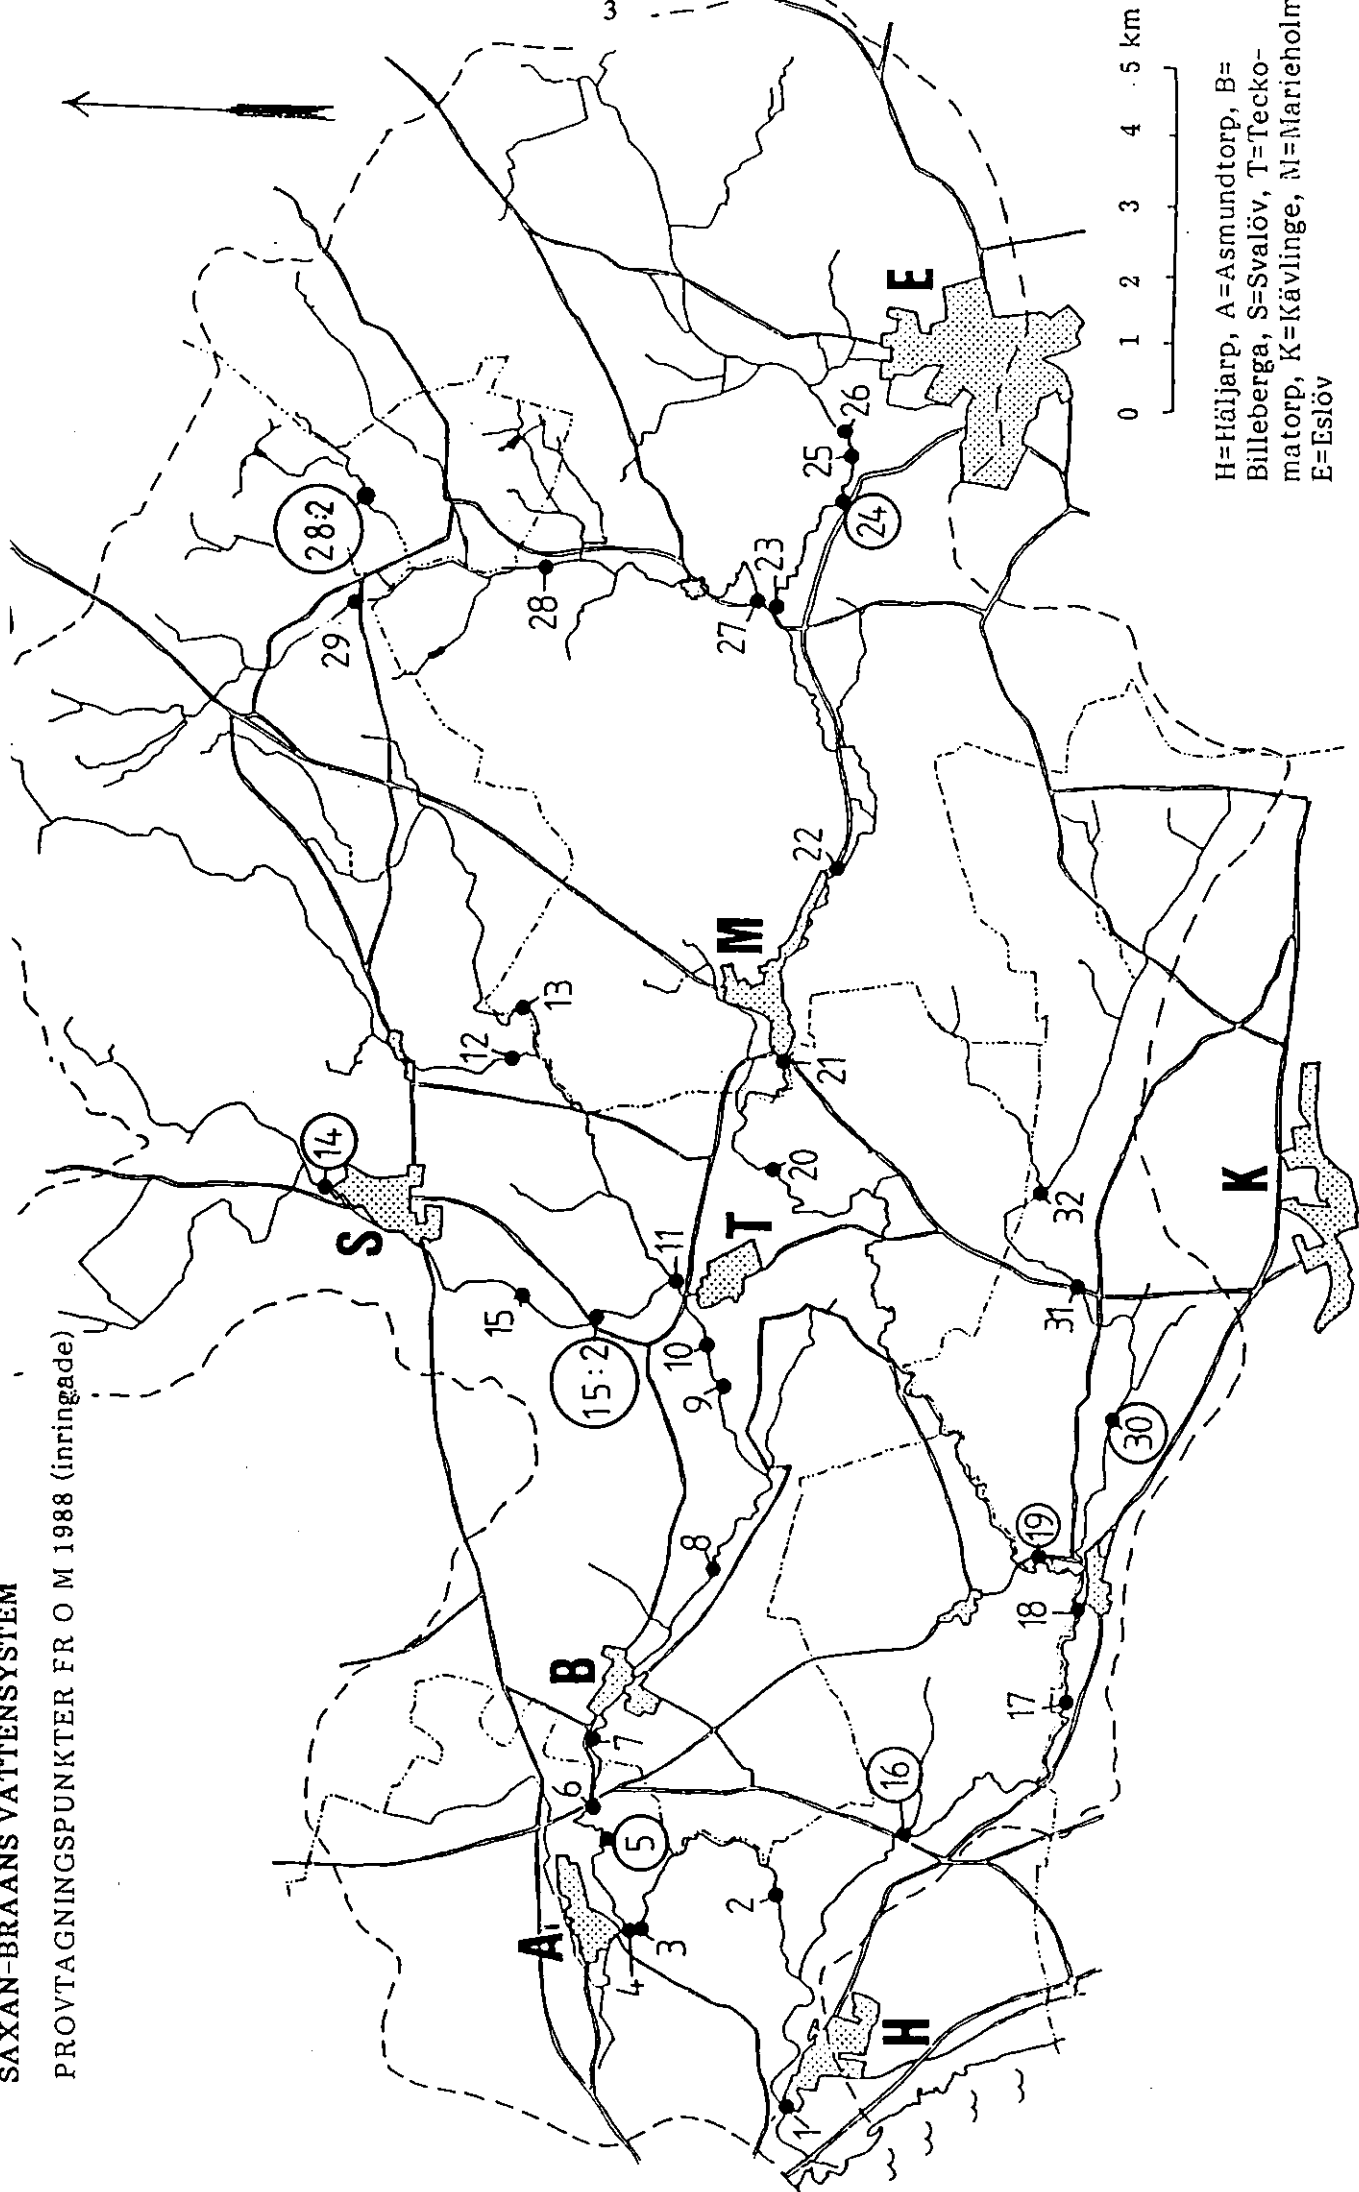 SAXÅN-BRAÅNS VATTENSYSTEM
PROVTAGNINGSPUNKTER FR O M 1988 (inringade)
3
28:2
29
28
14
S
12
13
15
15:2
11
10
9
T
M
20
21
22
27
23
24
25
26
E
B
8
7
6
5
A
4
3
2
1
H
16
17
18
19
30
31
32
K
0 1 2 3 4 5 km
H=Häljarp, A=Asmundtorp, B=
Billeberga, S=Svalöv, T=Tecko-
matorp, K=Kävlinge, M=Marieholm
E=Eslöv